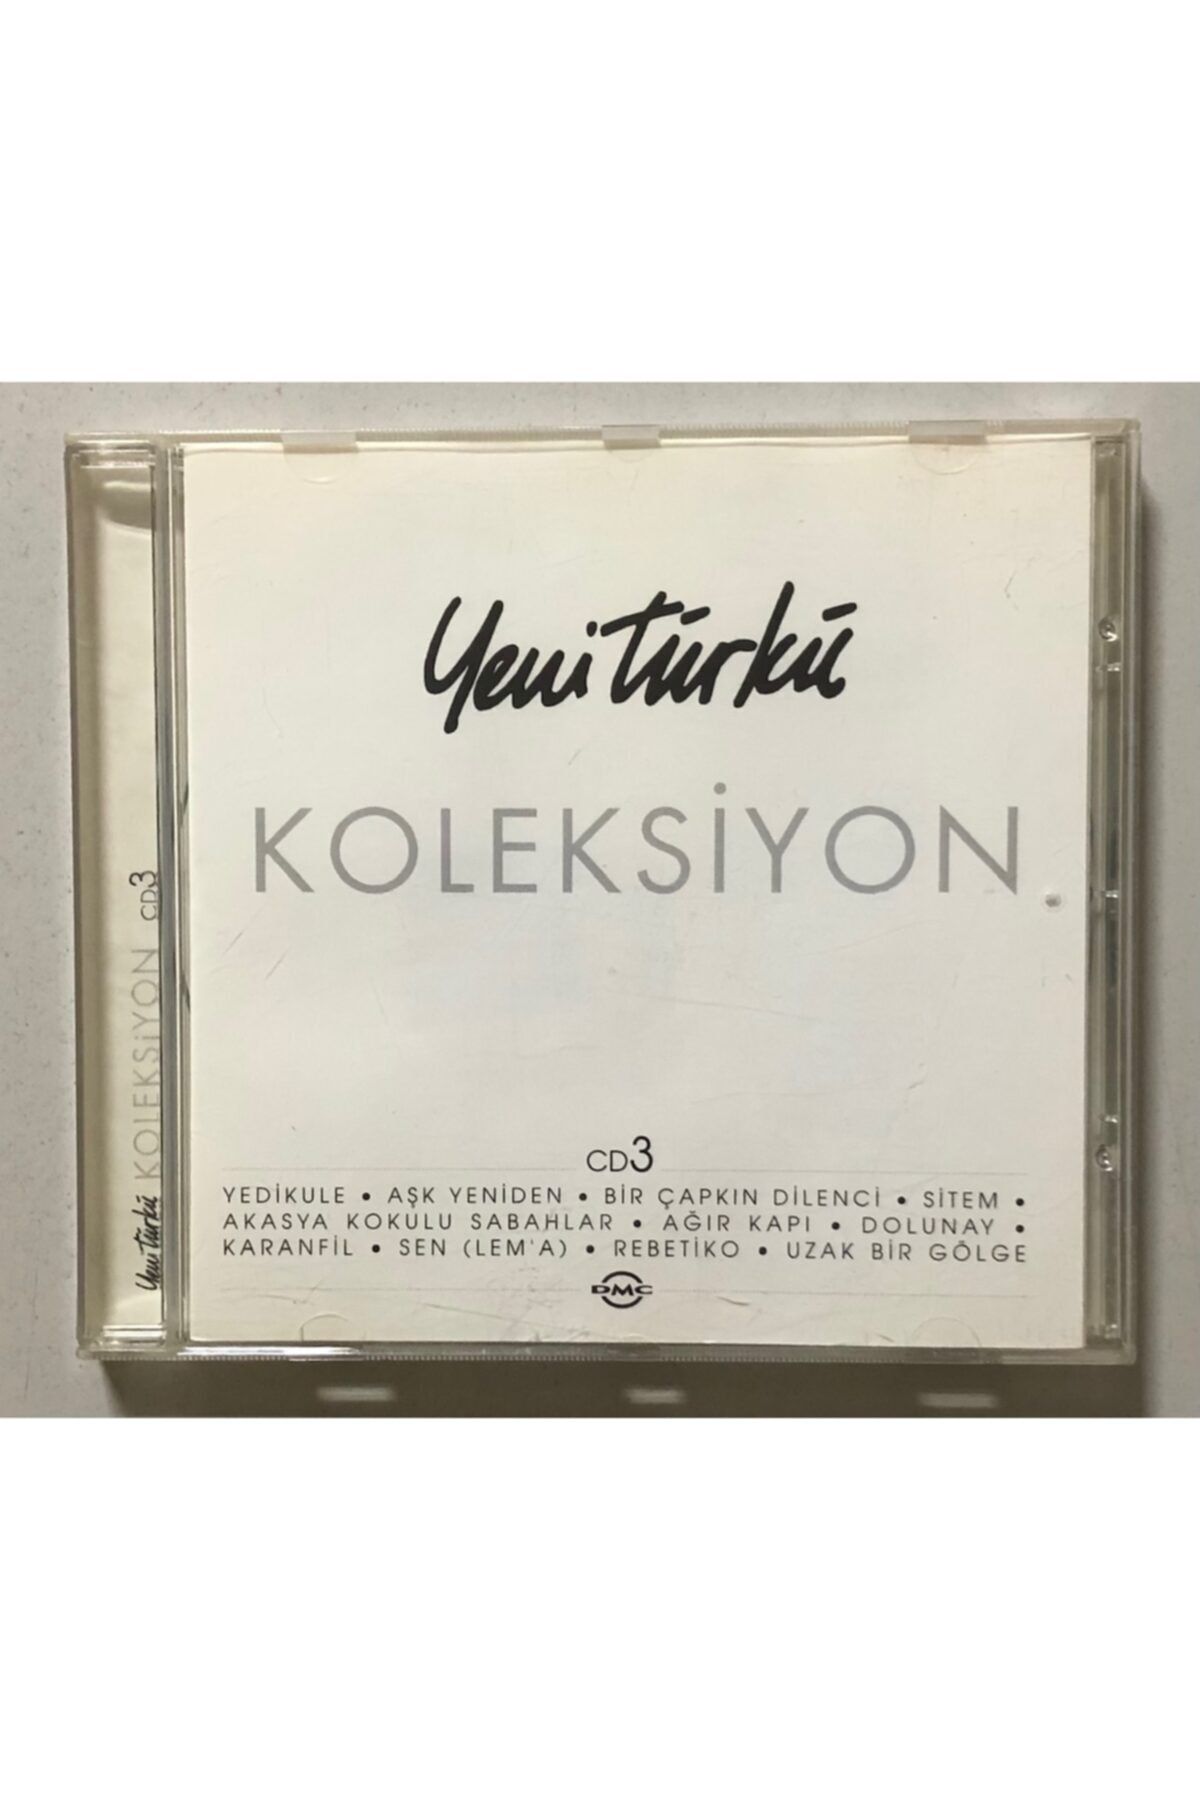 Yeni Türkü
KOLEKSİYON
CD3
YEDİKULE • AŞK YENİDEN • BİR ÇAPKIN DİLENCİ • SİTEM •
AKASYA KOKULU SABAHLAR • AĞIR KAPI • DOLUNAY •
KARANFİL • SEN (LEM'A) • REBETİKO • UZAK BİR GÖLGE
DMC
Yeni Türkü KOLEKSİYON CD3